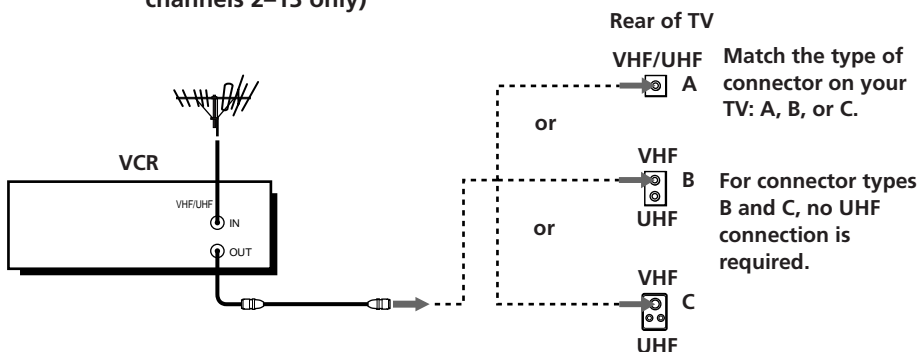 channels 2–13 only)
Rear of TV
VHF/UHF
A
Match the type of
connector on your
TV: A, B, or C.
or
VCR
VHF/UHF
IN
OUT
VHF
B
UHF
For connector types
B and C, no UHF
connection is
required.
or
VHF
C
UHF